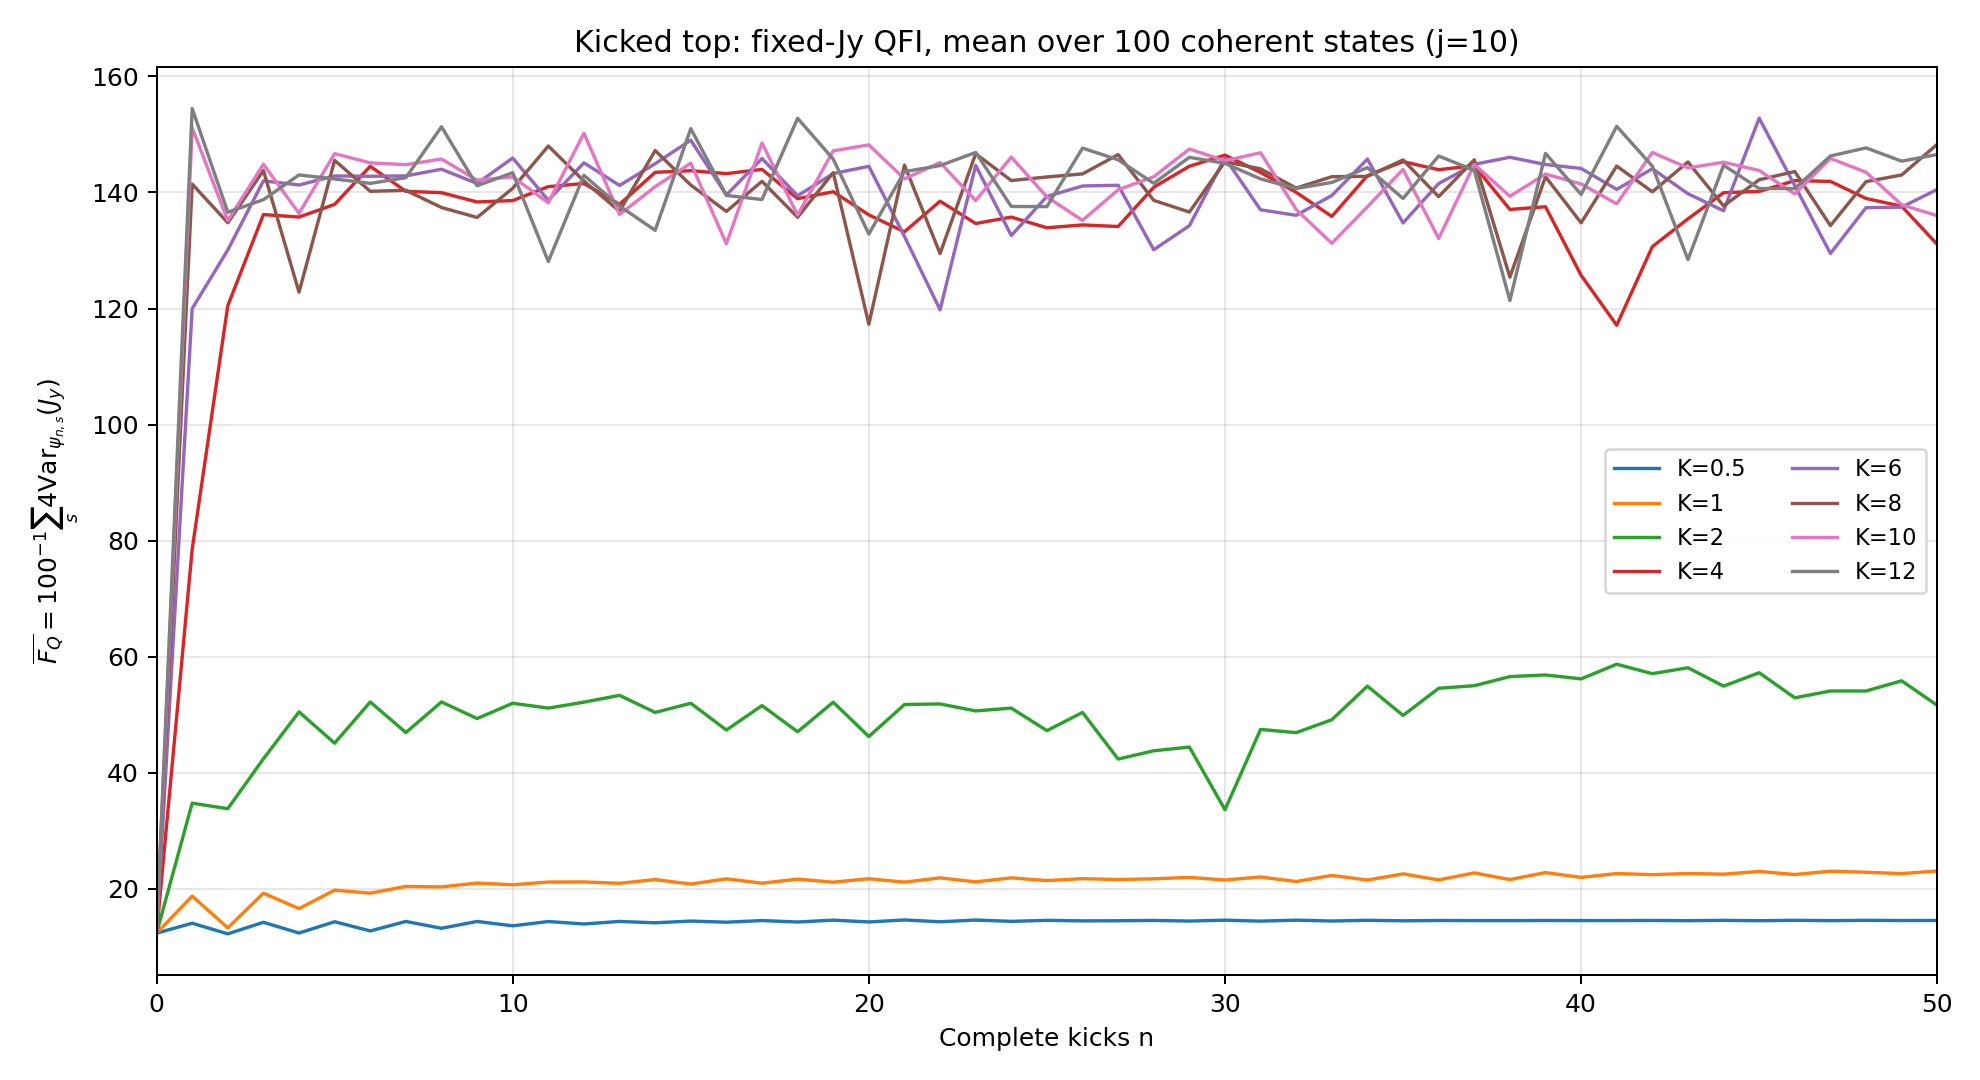 Kicked top: fixed-Jy QFI, mean over 100 coherent states (j=10)
$\overline{F_Q} = 100^{-1} \sum_s 4\mathrm{Var}_{\psi_{n,s}}(J_y)$
160
140
120
100
80
60
40
20
K=0.5
K=1
K=2
K=4
K=6
K=8
K=10
K=12
0 10 20 30 40 50
Complete kicks n